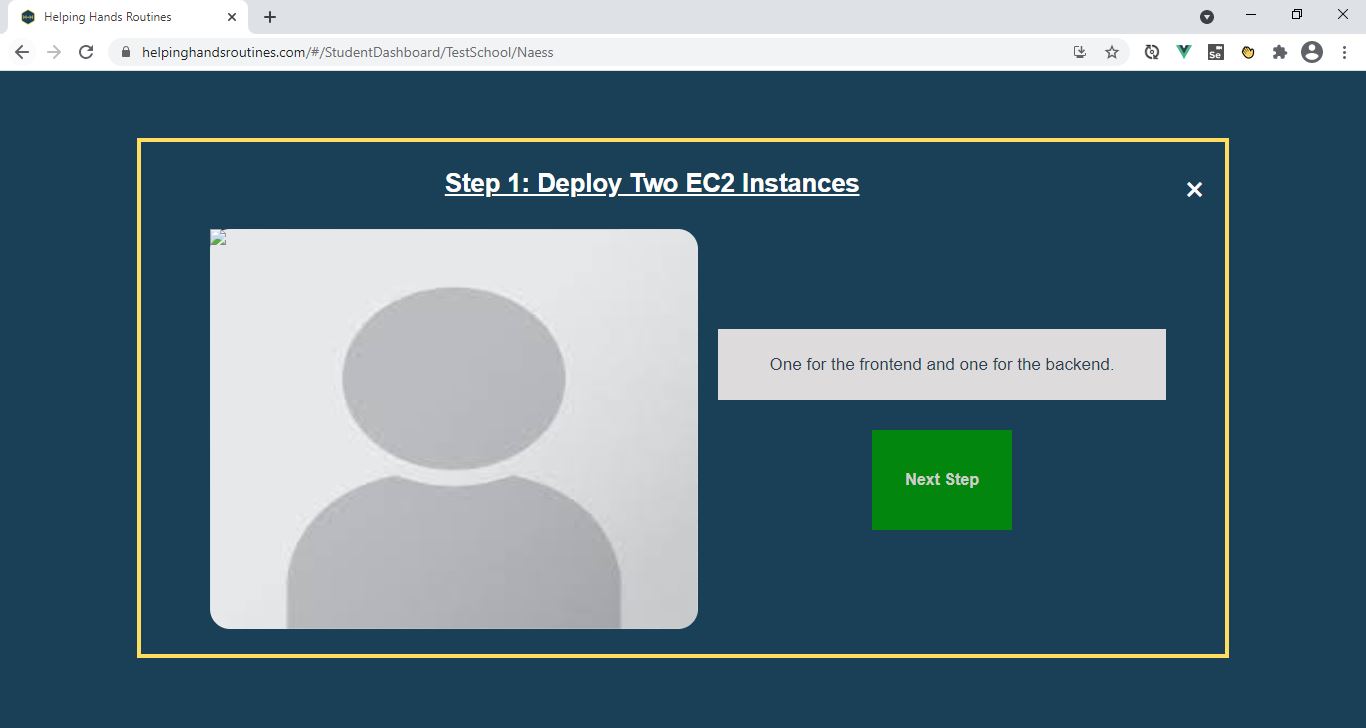 Helping Hands Routines
helpinghandsroutines.com/#/StudentDashboard/TestSchool/Naess
Se
Step 1: Deploy Two EC2 Instances
One for the frontend and one for the backend.
Next Step